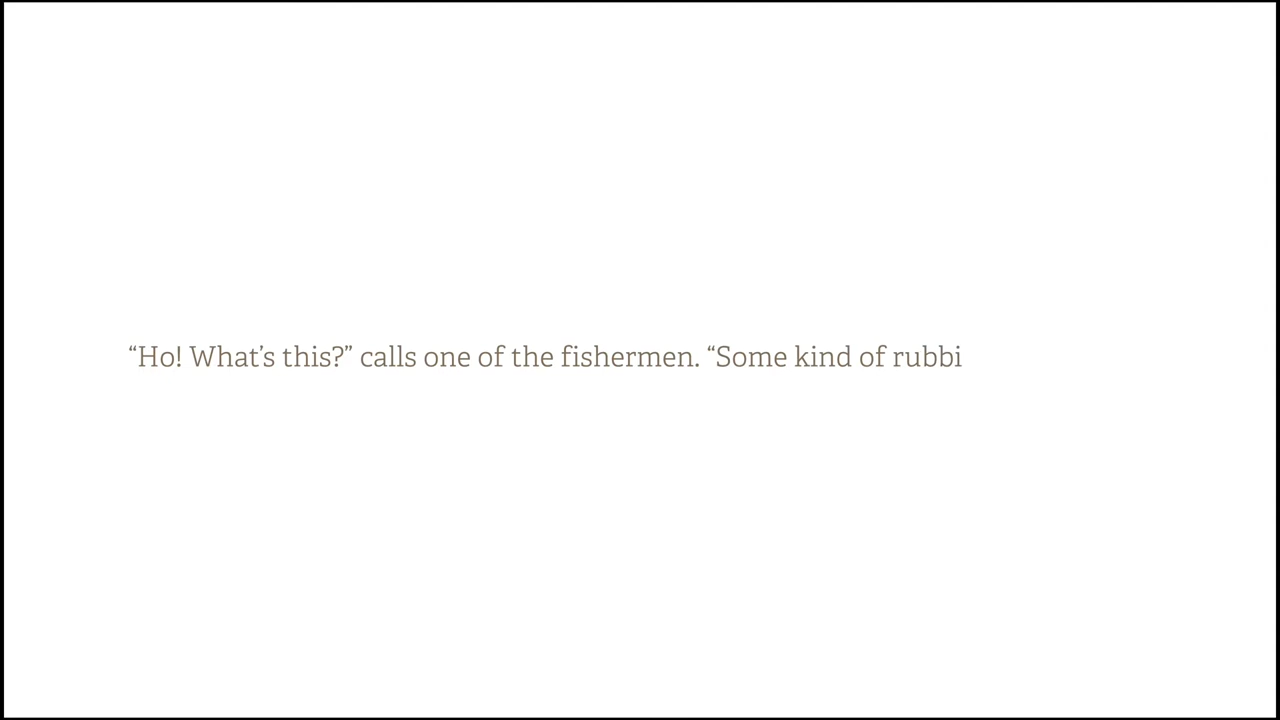 “Ho! What’s this?” calls one of the fishermen. “Some kind of rubbi